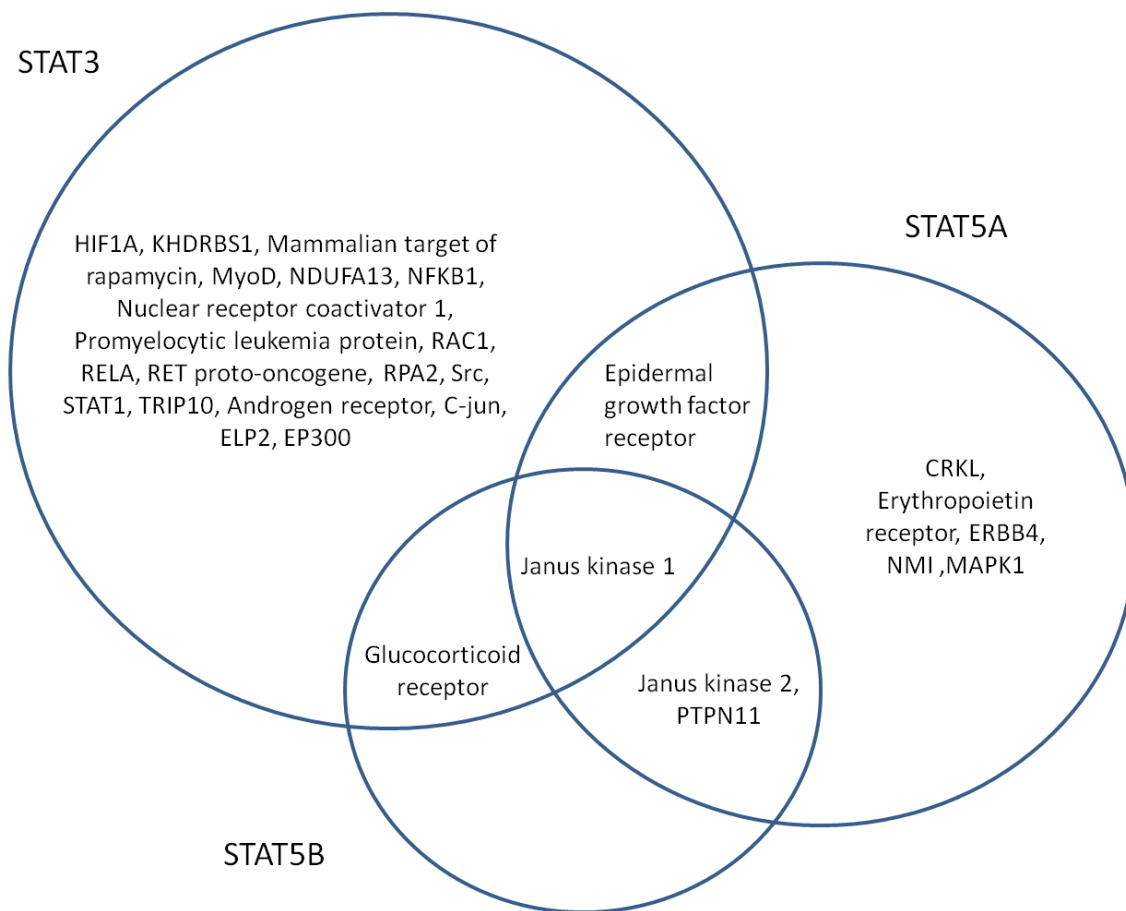 STAT3
HIF1A, KHDRBS1, Mammalian target of
rapamycin, MyoD, NDUFA13, NFKB1,
Nuclear receptor coactivator 1,
Promyelocytic leukemia protein, RAC1,
RELA, RET proto-oncogene, RPA2, Src,
STAT1, TRIP10, Androgen receptor, C-jun,
ELP2, EP300
STAT5A
Epidermal
growth factor
receptor
CRKL,
Erythropoietin
receptor, ERBB4,
NMI ,MAPK1
Janus kinase 1
Glucocorticoid
receptor
Janus kinase 2,
PTPN11
STAT5B